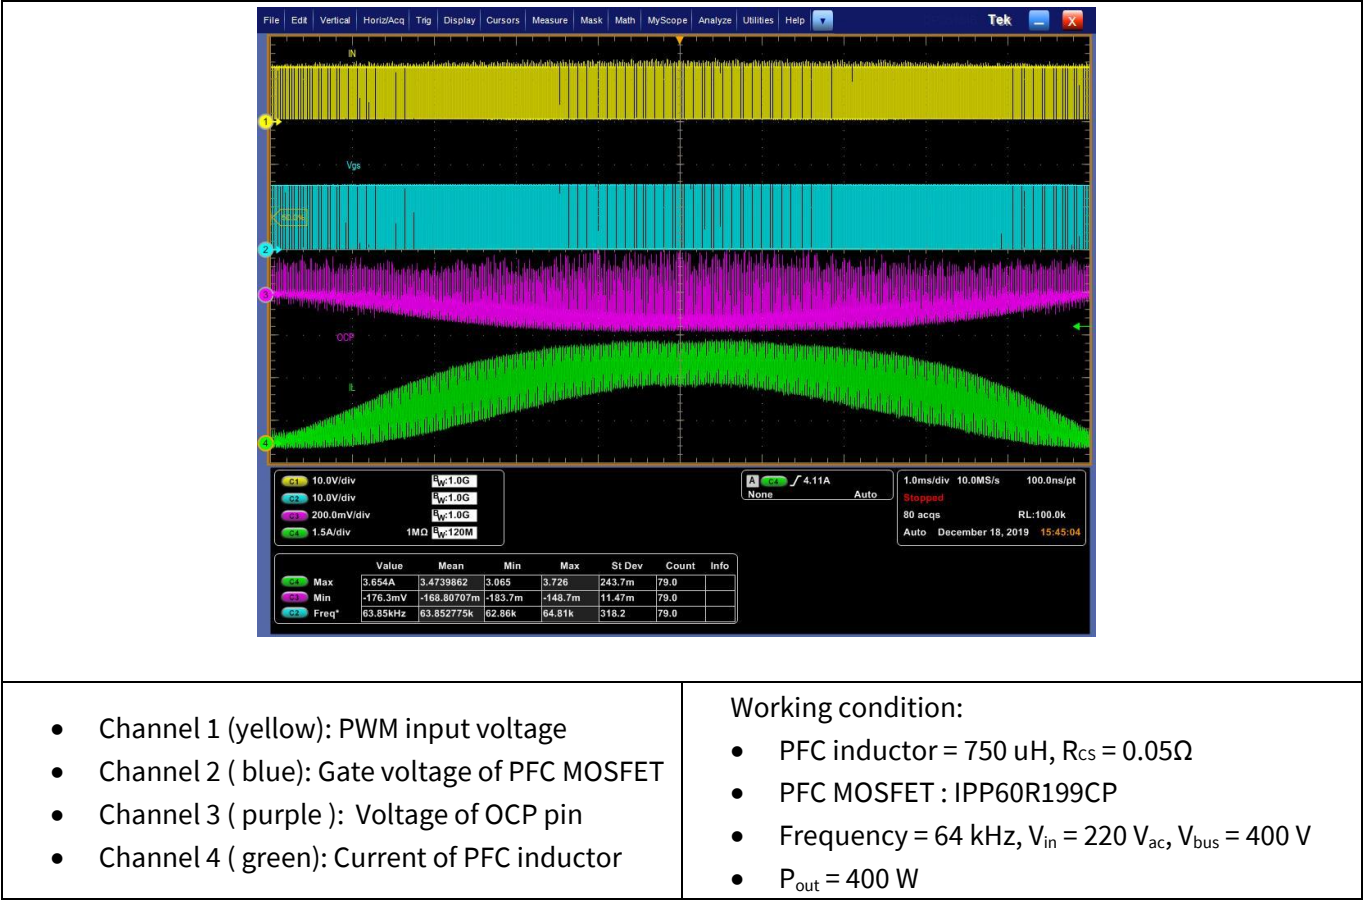 File Edit Vertical Horiz/Acq Trig Display Cursors Measure Mask Math MyScope Analyze Utilities Help Tek X
IN
1
Vgs
50.0%
2
3
OCP
IL
4
C1 10.0V/div BW:1.0G
C2 10.0V/div BW:1.0G
C3 200.0mV/div BW:1.0G
C4 1.5A/div 1MΩ BW:120M
A C4 4.11A
None Auto
1.0ms/div 10.0MS/s 100.0ns/pt
Stopped
80 acqs RL:100.0k
Auto December 18, 2019 15:45:04
Value Mean Min Max St Dev Count Info
C4 Max 3.654A 3.4739862 3.065 3.726 243.7m 79.0
C3 Min -176.3mV -168.80707m -183.7m -148.7m 11.47m 79.0
C2 Freq* 63.85kHz 63.852775k 62.86k 64.81k 318.2 79.0
• Channel 1 (yellow): PWM input voltage
• Channel 2 ( blue): Gate voltage of PFC MOSFET
• Channel 3 ( purple ): Voltage of OCP pin
• Channel 4 ( green): Current of PFC inductor
Working condition:
• PFC inductor = 750 uH, Rcs = 0.05Ω
• PFC MOSFET : IPP60R199CP
• Frequency = 64 kHz, Vin = 220 Vac, Vbus = 400 V
• Pout = 400 W